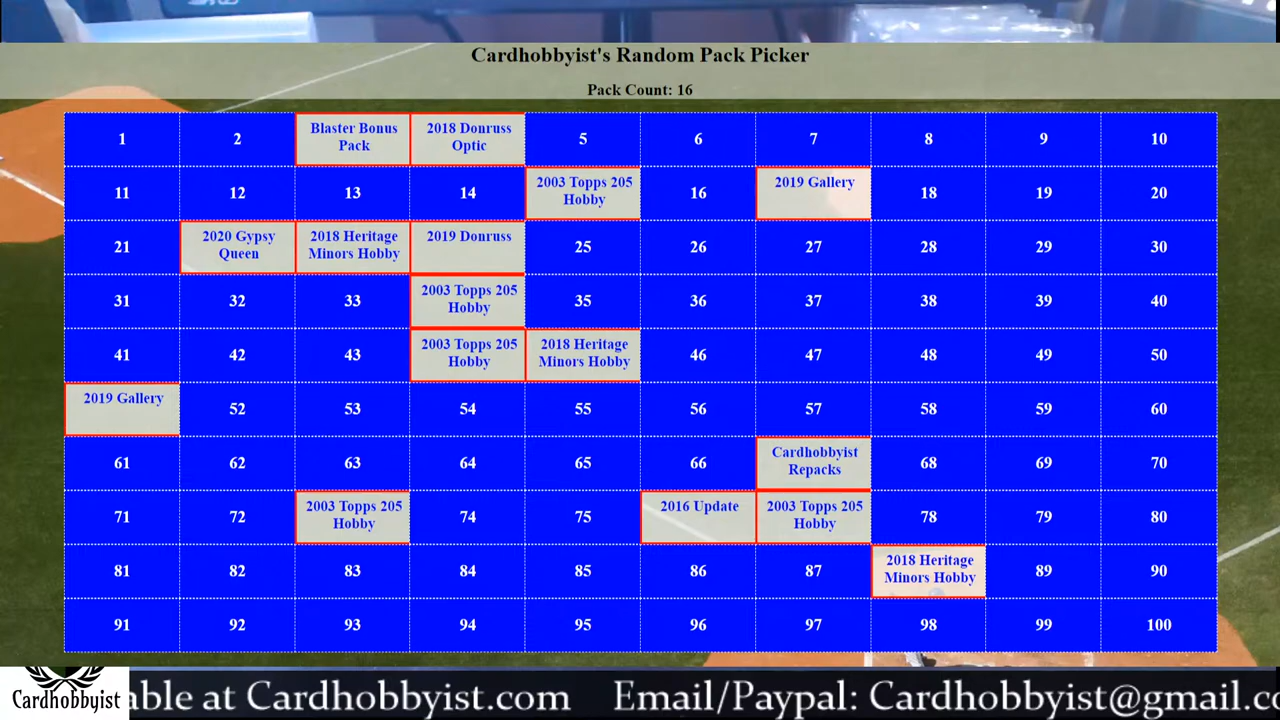 Cardhobbyist's Random Pack Picker
Pack Count: 16
1 2 Blaster Bonus Pack 2018 Donruss Optic 5 6 7 8 9 10
11 12 13 14 2003 Topps 205 Hobby 16 2019 Gallery 18 19 20
21 2020 Gypsy Queen 2018 Heritage Minors Hobby 2019 Donruss 25 26 27 28 29 30
31 32 33 2003 Topps 205 Hobby 35 36 37 38 39 40
41 42 43 2003 Topps 205 Hobby 2018 Heritage Minors Hobby 46 47 48 49 50
2019 Gallery 52 53 54 55 56 57 58 59 60
61 62 63 64 65 66 Cardhobbyist Repacks 68 69 70
71 72 2003 Topps 205 Hobby 74 75 2016 Update 2003 Topps 205 Hobby 78 79 80
81 82 83 84 85 86 87 2018 Heritage Minors Hobby 89 90
91 92 93 94 95 96 97 98 99 100
Cardhobbyist
able at Cardhobbyist.com Email/Paypal: Cardhobbyist@gmail.co